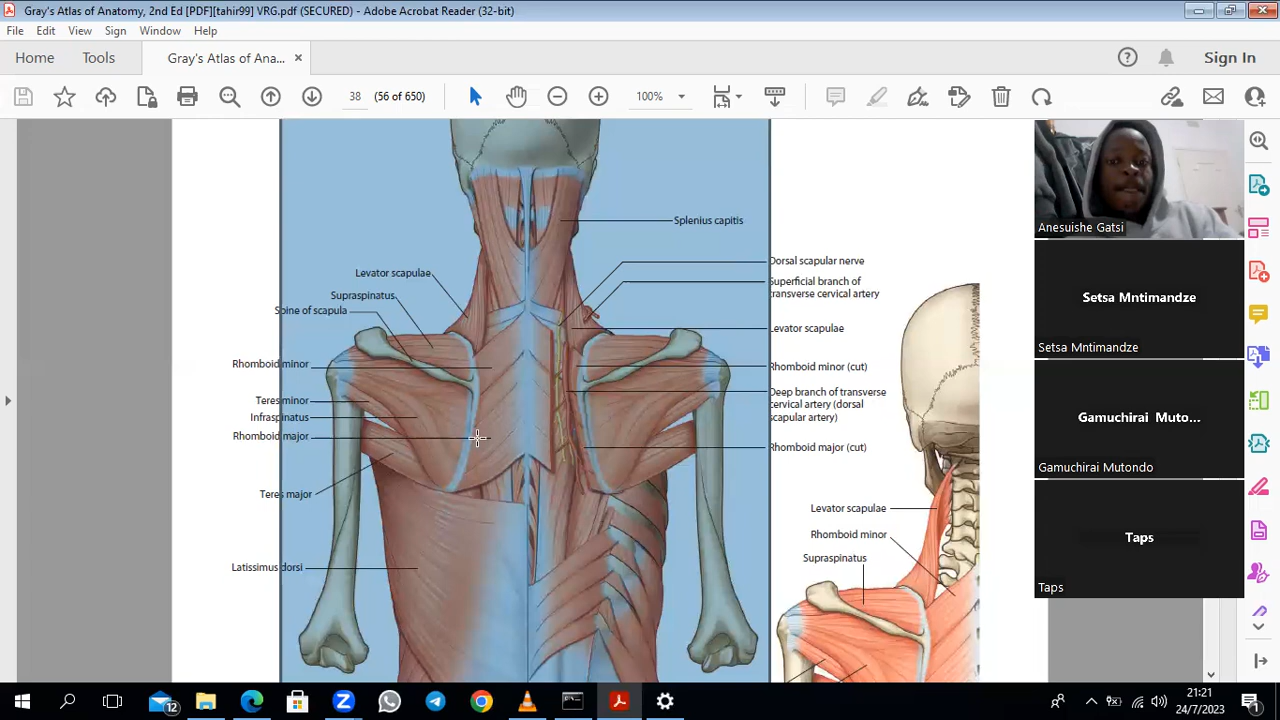 Gray's Atlas of Anatomy, 2nd Ed [PDF][tahir99] VRG.pdf (SECURED) - Adobe Acrobat Reader (32-bit)
File Edit View Sign Window Help
Home Tools Gray's Atlas of Ana... × Sign In
38 (56 of 650) 100%
Splenius capitis
Dorsal scapular nerve
Superficial branch of
transverse cervical artery
Levator scapulae
Rhomboid minor (cut)
Deep branch of transverse
cervical artery (dorsal
scapular artery)
Rhomboid major (cut)
Levator scapulae
Supraspinatus
Spine of scapula
Rhomboid minor
Teres minor
Infraspinatus
Rhomboid major
Teres major
Latissimus dorsi
Levator scapulae
Rhomboid minor
Supraspinatus
Anesuishe Gatsi
Setsa Mntimandze
Setsa Mntimandze
Gamuchirai Muto...
Gamuchirai Mutondo
Taps
Taps
12
21:21
24/7/2023
1